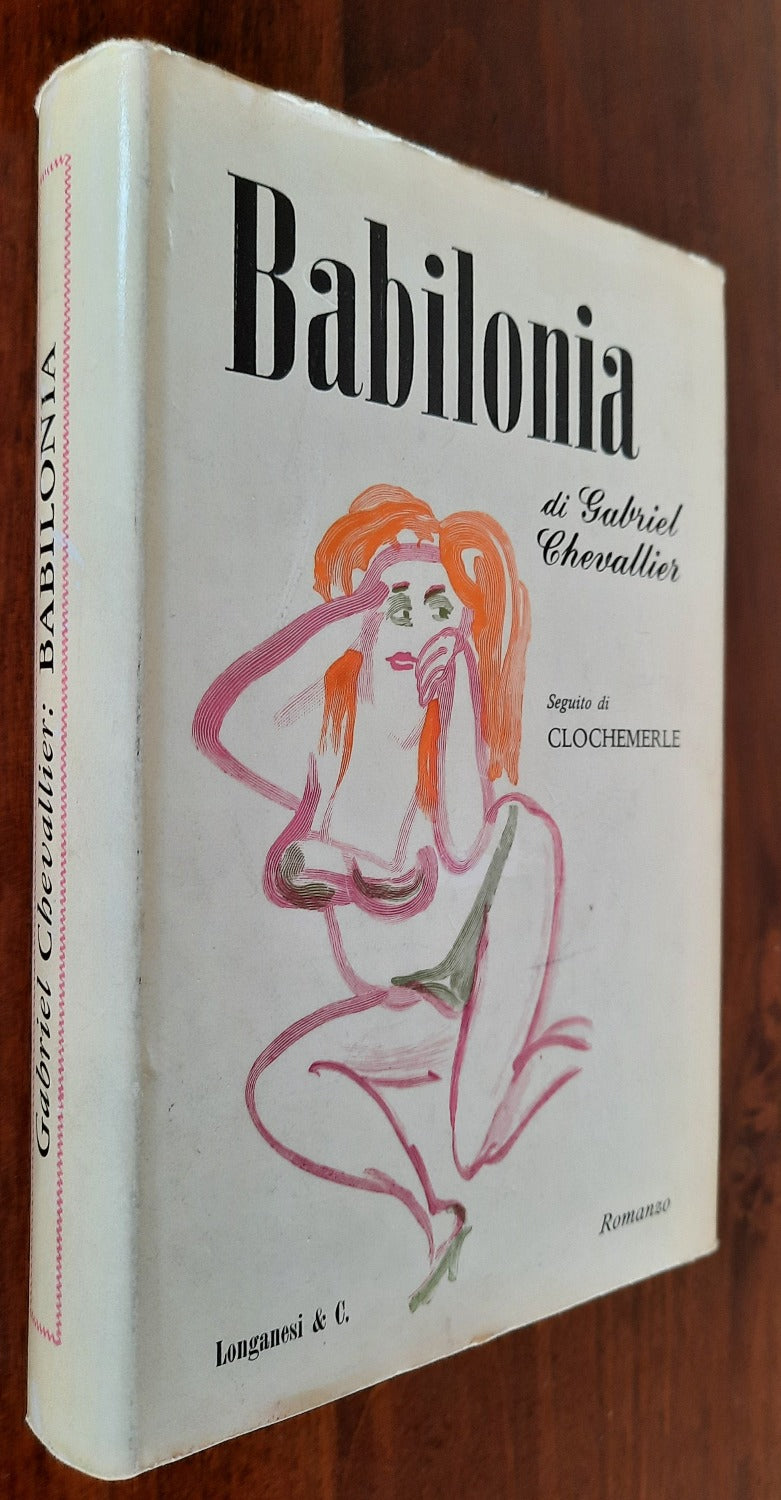 Gabriel Chevallier: BABILONIA
Babilonia
di Gabriel
Chevallier
Seguito di
CLOCHEMERLE
Romanzo
Longanesi & C.